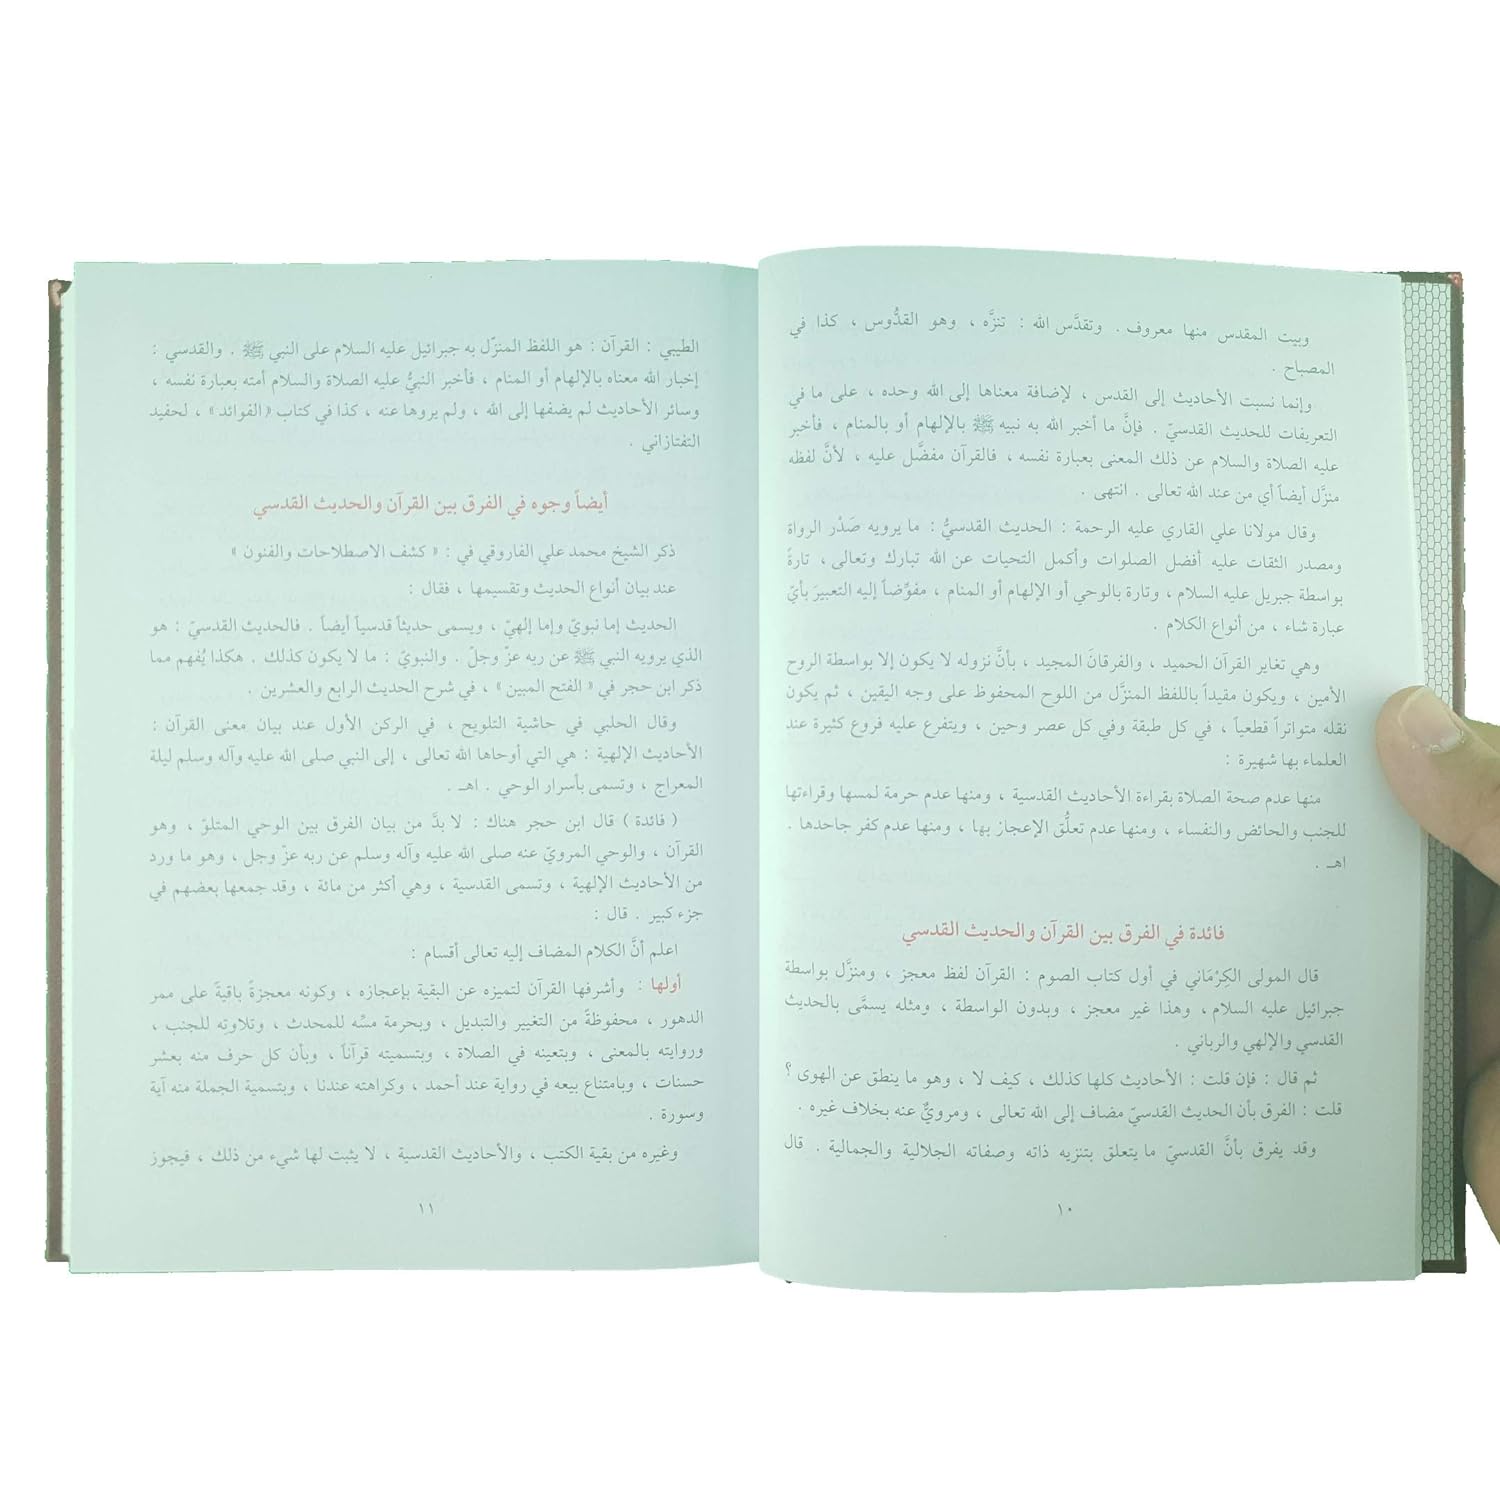 وبيت المقدس منها معروف . وتقدَّس الله : تنزَّه ، وهو القدُّوس ، كذا في
المصباح .
وإنما نسبت الأحاديث إلى القدس ، لإضافة معناها إلى الله وحده ، على ما في
التعريفات للحديث القدسيّ . فإنَّ ما أخبر الله به نبيه ﷺ بالإلهام أو بالمنام ، فأخبر
عليه الصلاة والسلام عن ذلك المعنى بعبارة نفسه ، فالقرآن مفضَّل عليه ، لأنَّ لفظه
منزَّل أيضاً أي من عند الله تعالى . انتهى .
وقال مولانا علي القاري عليه الرحمة : الحديث القدسيُّ : ما يرويه صَدْر الرواة
ومصدر الثقات عليه أفضل الصلوات وأكمل التحيات عن الله تبارك وتعالى ، تارةً
بواسطة جبريل عليه السلام ، وتارة بالوحي أو الإلهام أو المنام ، مفوِّضاً إليه التعبيرَ بأيّ
عبارة شاء ، من أنواع الكلام .
وهي تغاير القرآن الحميد ، والفرقانَ المجيد ، بأنَّ نزوله لا يكون إلا بواسطة الروح
الأمين ، ويكون مقيداً باللفظ المنزَّل من اللوح المحفوظ على وجه اليقين ، ثم يكون
نقله متواتراً قطعياً ، في كل طبقة وفي كل عصر وحين ، ويتفرع عليه فروع كثيرة عند
العلماء بها شهيرة :
منها عدم صحة الصلاة بقراءة الأحاديث القدسية ، ومنها عدم حرمة لمسها وقراءتها
للجنب والحائض والنفساء ، ومنها عدم تعلُّق الإعجاز بها ، ومنها عدم كفر جاحدها .
اهـ .
فائدة في الفرق بين القرآن والحديث القدسي
قال المولى الكِرْمَاني في أول كتاب الصوم : القرآن لفظ معجز ، ومنزَّل بواسطة
جبرائيل عليه السلام ، وهذا غير معجز ، وبدون الواسطة ، ومثله يسمَّى بالحديث
القدسي والإلهي والرباني .
ثم قال : فإن قلت : الأحاديث كلها كذلك ، كيف لا ، وهو ما ينطق عن الهوى ؟
قلت : الفرق بأن الحديث القدسيّ مضاف إلى الله تعالى ، ومرويٌّ عنه بخلاف غيره .
وقد يفرق بأنَّ القدسيّ ما يتعلق بتنزيه ذاته وصفاته الجلالية والجمالية . قال
١٠
الطيبي : القرآن : هو اللفظ المنزّل به جبرائيل عليه السلام على النبي ﷺ . والقدسي :
إخبار الله معناه بالإلهام أو المنام ، فأخبر النبيُّ عليه الصلاة والسلام أمته بعبارة نفسه ،
وسائر الأحاديث لم يضفها إلى الله ، ولم يروها عنه ، كذا في كتاب « الفوائد » ، لحفيد
التفتازاني .
أيضاً وجوه في الفرق بين القرآن والحديث القدسي
ذكر الشيخ محمد علي الفاروقي في : « كشف الاصطلاحات والفنون »
عند بيان أنواع الحديث وتقسيمها ، فقال :
الحديث إما نبويّ وإما إلهيّ ، ويسمى حديثاً قدسياً أيضاً . فالحديث القدسيّ : هو
الذي يرويه النبي ﷺ عن ربه عزّ وجلّ . والنبويّ : ما لا يكون كذلك . هكذا يُفهم مما
ذكر ابن حجر في « الفتح المبين » ، في شرح الحديث الرابع والعشرين .
وقال الحلبي في حاشية التلويح ، في الركن الأول عند بيان معنى القرآن :
الأحاديث الإلهية : هي التي أوحاها الله تعالى ، إلى النبي صلى الله عليه وآله وسلم ليلة
المعراج ، وتسمى بأسرار الوحي . اهـ .
( فائدة ) قال ابن حجر هناك : لا بدَّ من بيان الفرق بين الوحي المتلوّ ، وهو
القرآن ، والوحي المرويّ عنه صلى الله عليه وآله وسلم عن ربه عزّ وجل ، وهو ما ورد
من الأحاديث الإلهية ، وتسمى القدسية ، وهي أكثر من مائة ، وقد جمعها بعضهم في
جزء كبير . قال :
اعلم أنَّ الكلام المضاف إليه تعالى أقسام :
أولها : وأشرفها القرآن لتميزه عن البقية بإعجازه ، وكونه معجزةً باقيةً على ممر
الدهور ، محفوظةً من التغيير والتبديل ، وبحرمة مسِّه للمحدث ، وتلاوتِه للجنب ،
وروايته بالمعنى ، وبتعينه في الصلاة ، وبتسميته قرآناً ، وبأن كل حرف منه بعشر
حسنات ، وبامتناع بيعه في رواية عند أحمد ، وكراهته عندنا ، وبتسمية الجملة منه آية
وسورة .
وغيره من بقية الكتب ، والأحاديث القدسية ، لا يثبت لها شيء من ذلك ، فيجوز
١١